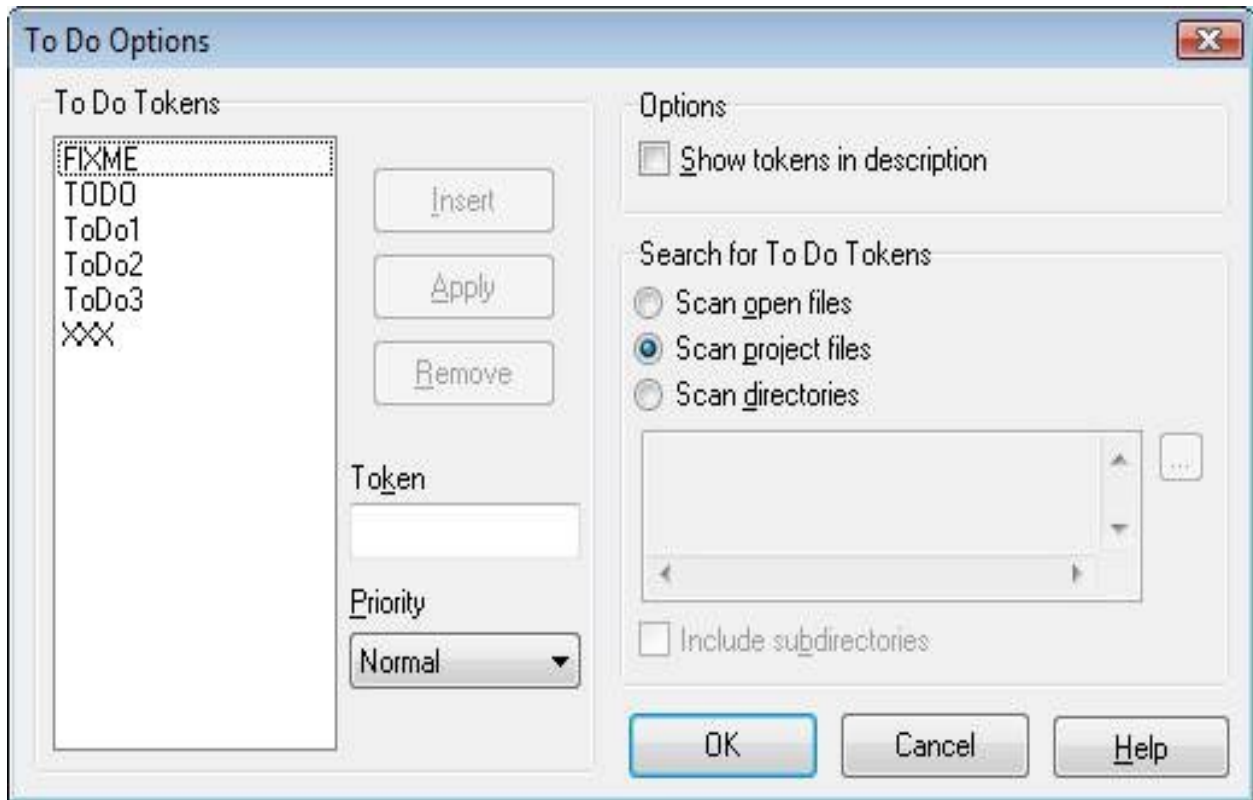 To Do Options
To Do Tokens
FIXME
TODO
ToDo1
ToDo2
ToDo3
XXX
Insert
Apply
Remove
Token
Priority
Normal
Options
Show tokens in description
Search for To Do Tokens
Scan open files
Scan project files
Scan directories
...
Include subdirectories
OK
Cancel
Help